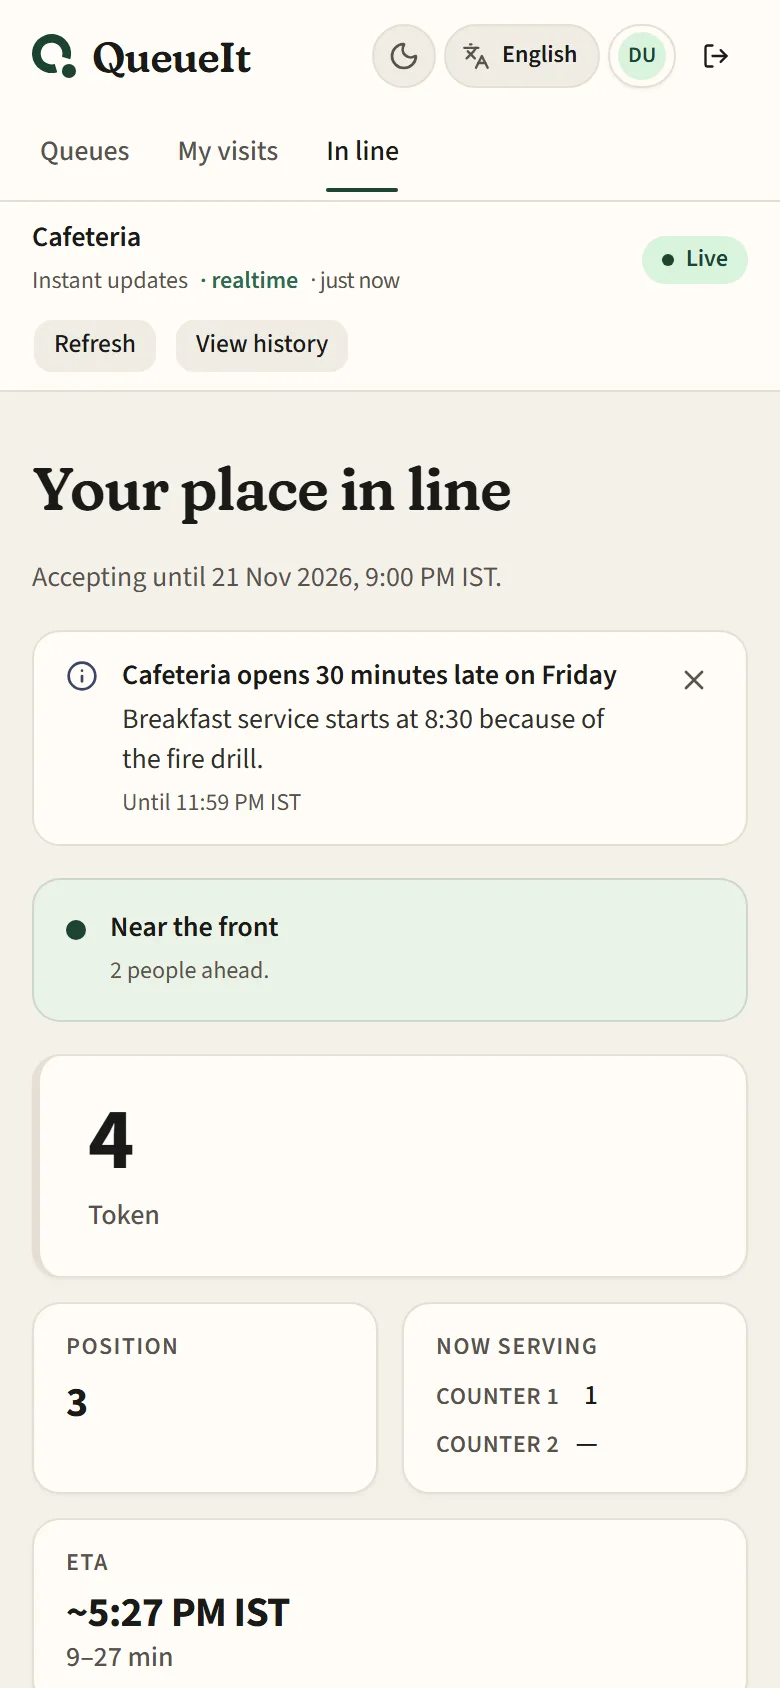 QueueIt
English
DU
Queues
My visits
In line
Cafeteria
Instant updates · realtime · just now
Live
Refresh
View history
Your place in line
Accepting until 21 Nov 2026, 9:00 PM IST.
Cafeteria opens 30 minutes late on Friday
Breakfast service starts at 8:30 because of
the fire drill.
Until 11:59 PM IST
Near the front
2 people ahead.
4
Token
POSITION
3
NOW SERVING
COUNTER 1 1
COUNTER 2 —
ETA
~5:27 PM IST
9–27 min